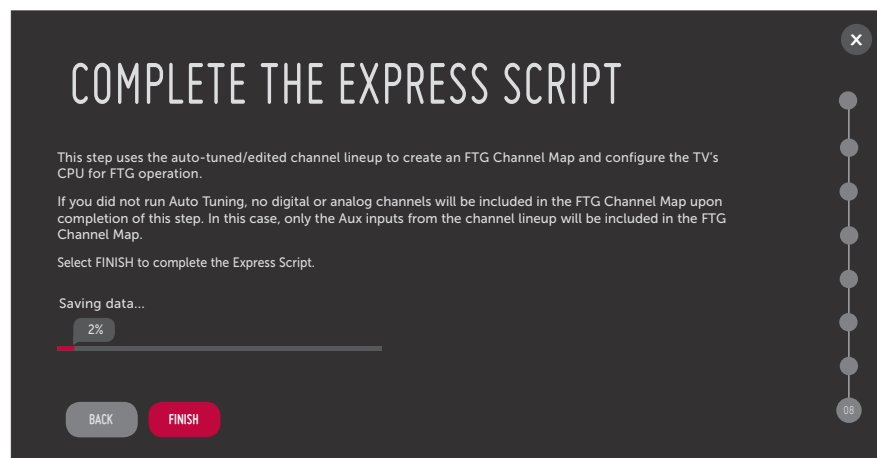 COMPLETE THE EXPRESS SCRIPT
This step uses the auto-tuned/edited channel lineup to create an FTG Channel Map and configure the TV's
CPU for FTG operation.
If you did not run Auto Tuning, no digital or analog channels will be included in the FTG Channel Map upon
completion of this step. In this case, only the Aux inputs from the channel lineup will be included in the FTG
Channel Map.
Select FINISH to complete the Express Script.
Saving data...
2%
BACK
FINISH
08